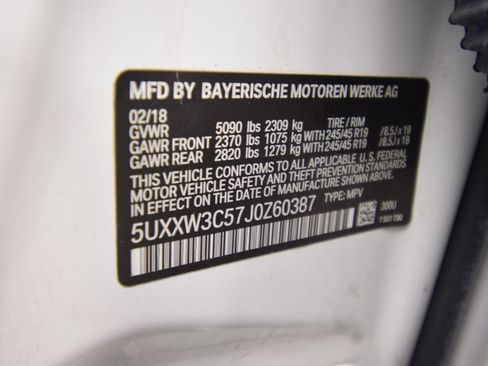 MFD BY BAYERISCHE MOTOREN WERKE AG
02/18
GVWR 5090 lbs 2309 kg TIRE / RIM
GAWR FRONT 2370 lbs 1075 kg WITH 245/45 R19 /8.5J x 19
GAWR REAR 2820 lbs 1279 kg WITH 245/45 R19 /8.5J x 19
THIS VEHICLE CONFORMS TO ALL APPLICABLE U. S. FEDERAL
MOTOR VEHICLE SAFETY AND THEFT PREVENTION STANDARDS
IN EFFECT ON THE DATE OF MANUFACTURE SHOWN ABOVE.
5UXXW3C57J0Z60387 TYPE: MPV
300U